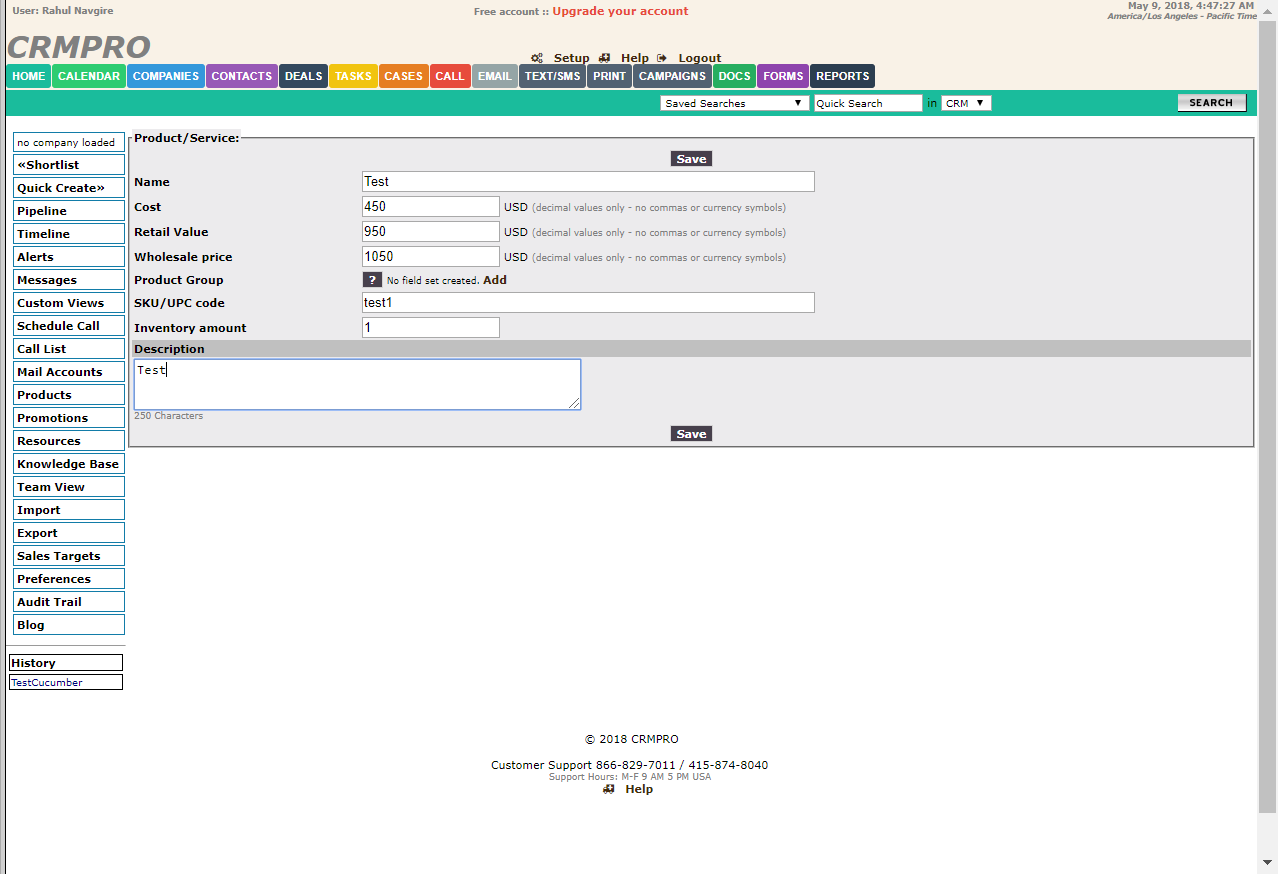 User: Rahul Navgire
Free account :: Upgrade your account
May 9, 2018, 4:47:27 AM
America/Los Angeles - Pacific Time
CRMPRO
Setup Help Logout
HOME CALENDAR COMPANIES CONTACTS DEALS TASKS CASES CALL EMAIL TEXT/SMS PRINT CAMPAIGNS DOCS FORMS REPORTS
Saved Searches Quick Search in CRM SEARCH
no company loaded
«Shortlist
Quick Create»
Pipeline
Timeline
Alerts
Messages
Custom Views
Schedule Call
Call List
Mail Accounts
Products
Promotions
Resources
Knowledge Base
Team View
Import
Export
Sales Targets
Preferences
Audit Trail
Blog
History
TestCucumber
Product/Service:
Save
Name Test
Cost 450 USD (decimal values only - no commas or currency symbols)
Retail Value 950 USD (decimal values only - no commas or currency symbols)
Wholesale price 1050 USD (decimal values only - no commas or currency symbols)
Product Group ? No field set created. Add
SKU/UPC code test1
Inventory amount 1
Description
Test
250 Characters
Save
© 2018 CRMPRO
Customer Support 866-829-7011 / 415-874-8040
Support Hours: M-F 9 AM 5 PM USA
Help